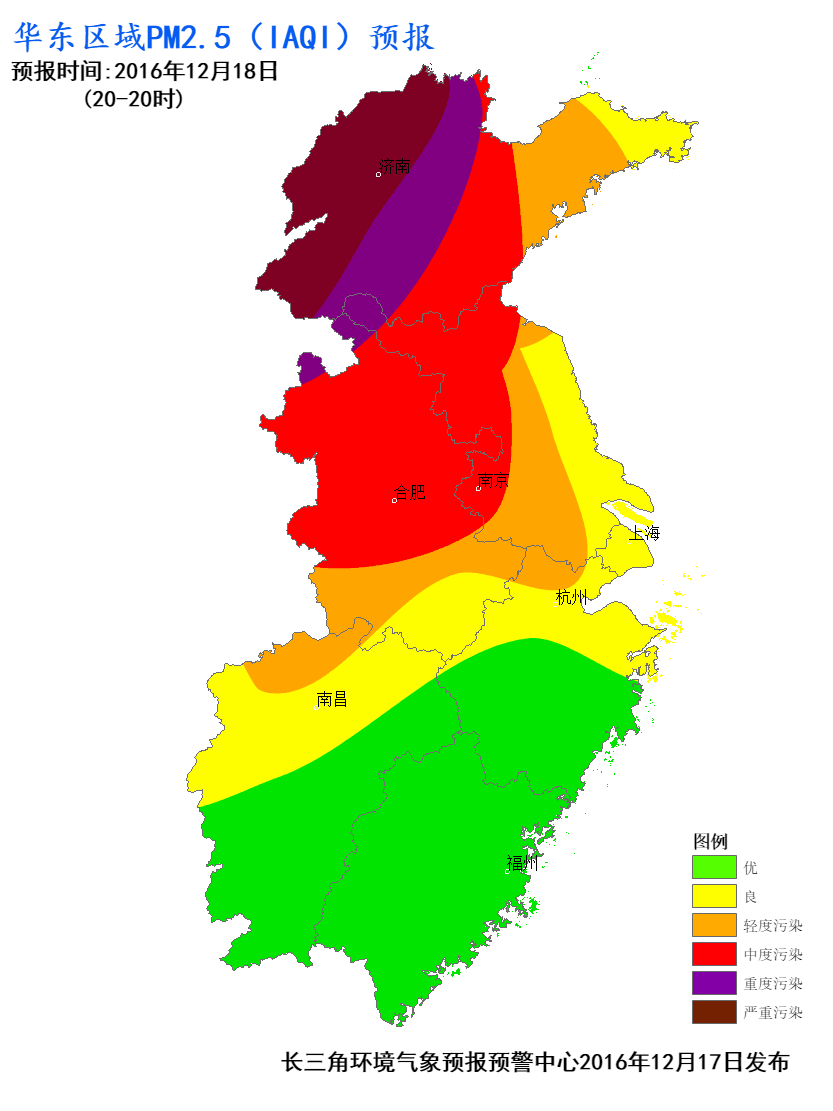 华东区域PM2.5（IAQI）预报
预报时间:2016年12月18日
(20-20时)
济南
南京
合肥
上海
杭州
南昌
福州
图例
优
良
轻度污染
中度污染
重度污染
严重污染
长三角环境气象预报预警中心2016年12月17日发布